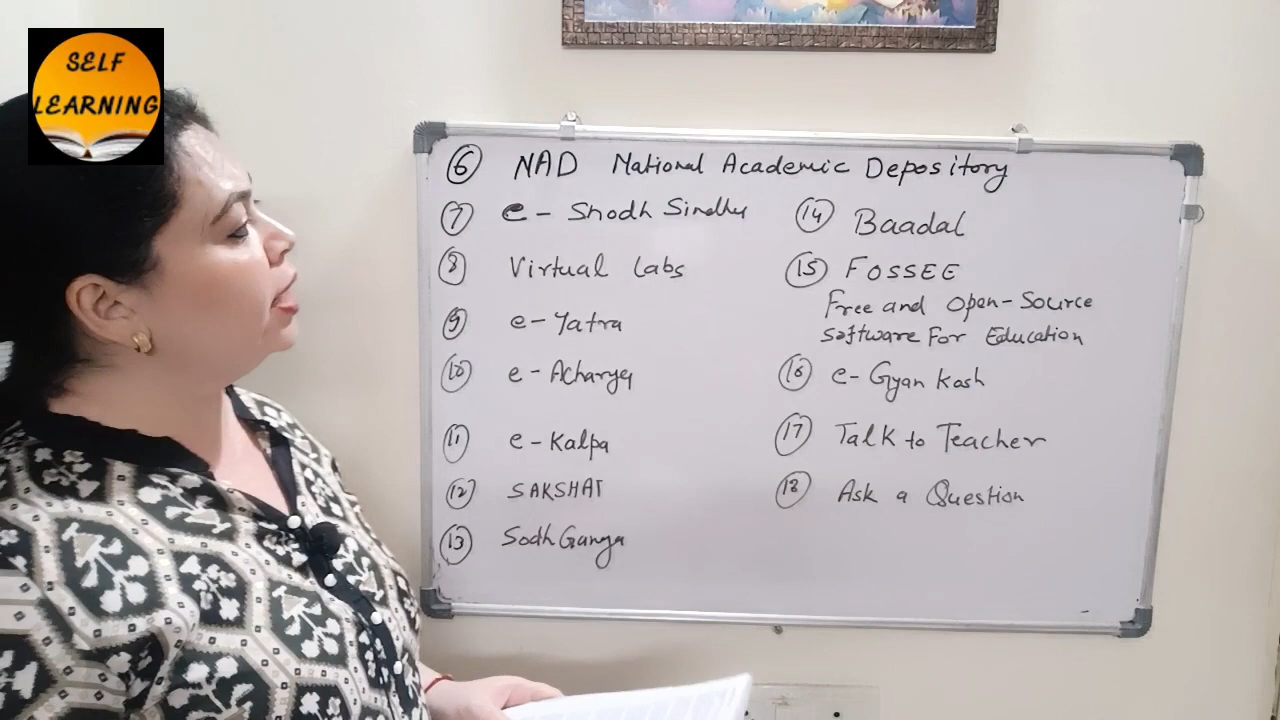 SELF
LEARNING
6 NAD National Academic Depository
7 e - Shodh Sindhu
8 Virtual Labs
9 e - Yatra
10 e - Acharya
11 e - Kalpa
12 SAKSHAT
13 Sodh Ganga
14 Baadal
15 FOSSEE
Free and Open-Source
Software For Education
16 e - Gyan Kosh
17 Talk to Teacher
18 Ask a Question